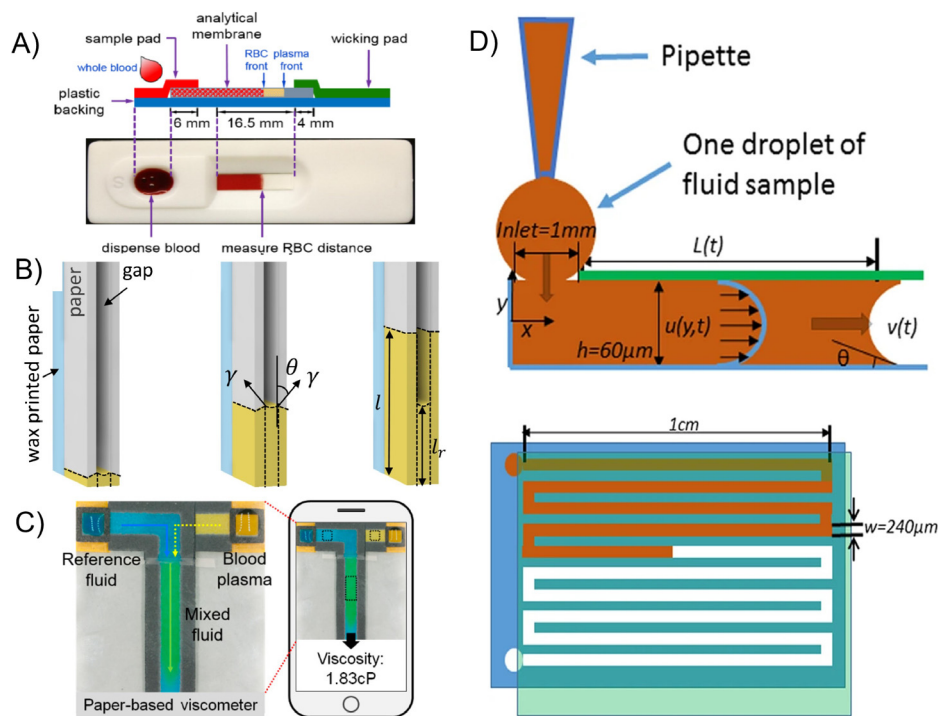 A)
analytical
membrane
sample pad
RBC plasma
front front
wicking pad
whole blood
plastic
backing
6 mm
16.5 mm
4 mm
S
dispense blood
measure RBC distance
B)
wax printed paper
paper
gap
γ
θ
γ
l
l_r
C)
Reference
fluid
Blood
plasma
Mixed
fluid
Paper-based viscometer
Viscosity:
1.83cP
D)
Pipette
One droplet of
fluid sample
Inlet=1mm
L(t)
y
x
u(y,t)
v(t)
h=60μm
θ
1cm
w=240μm